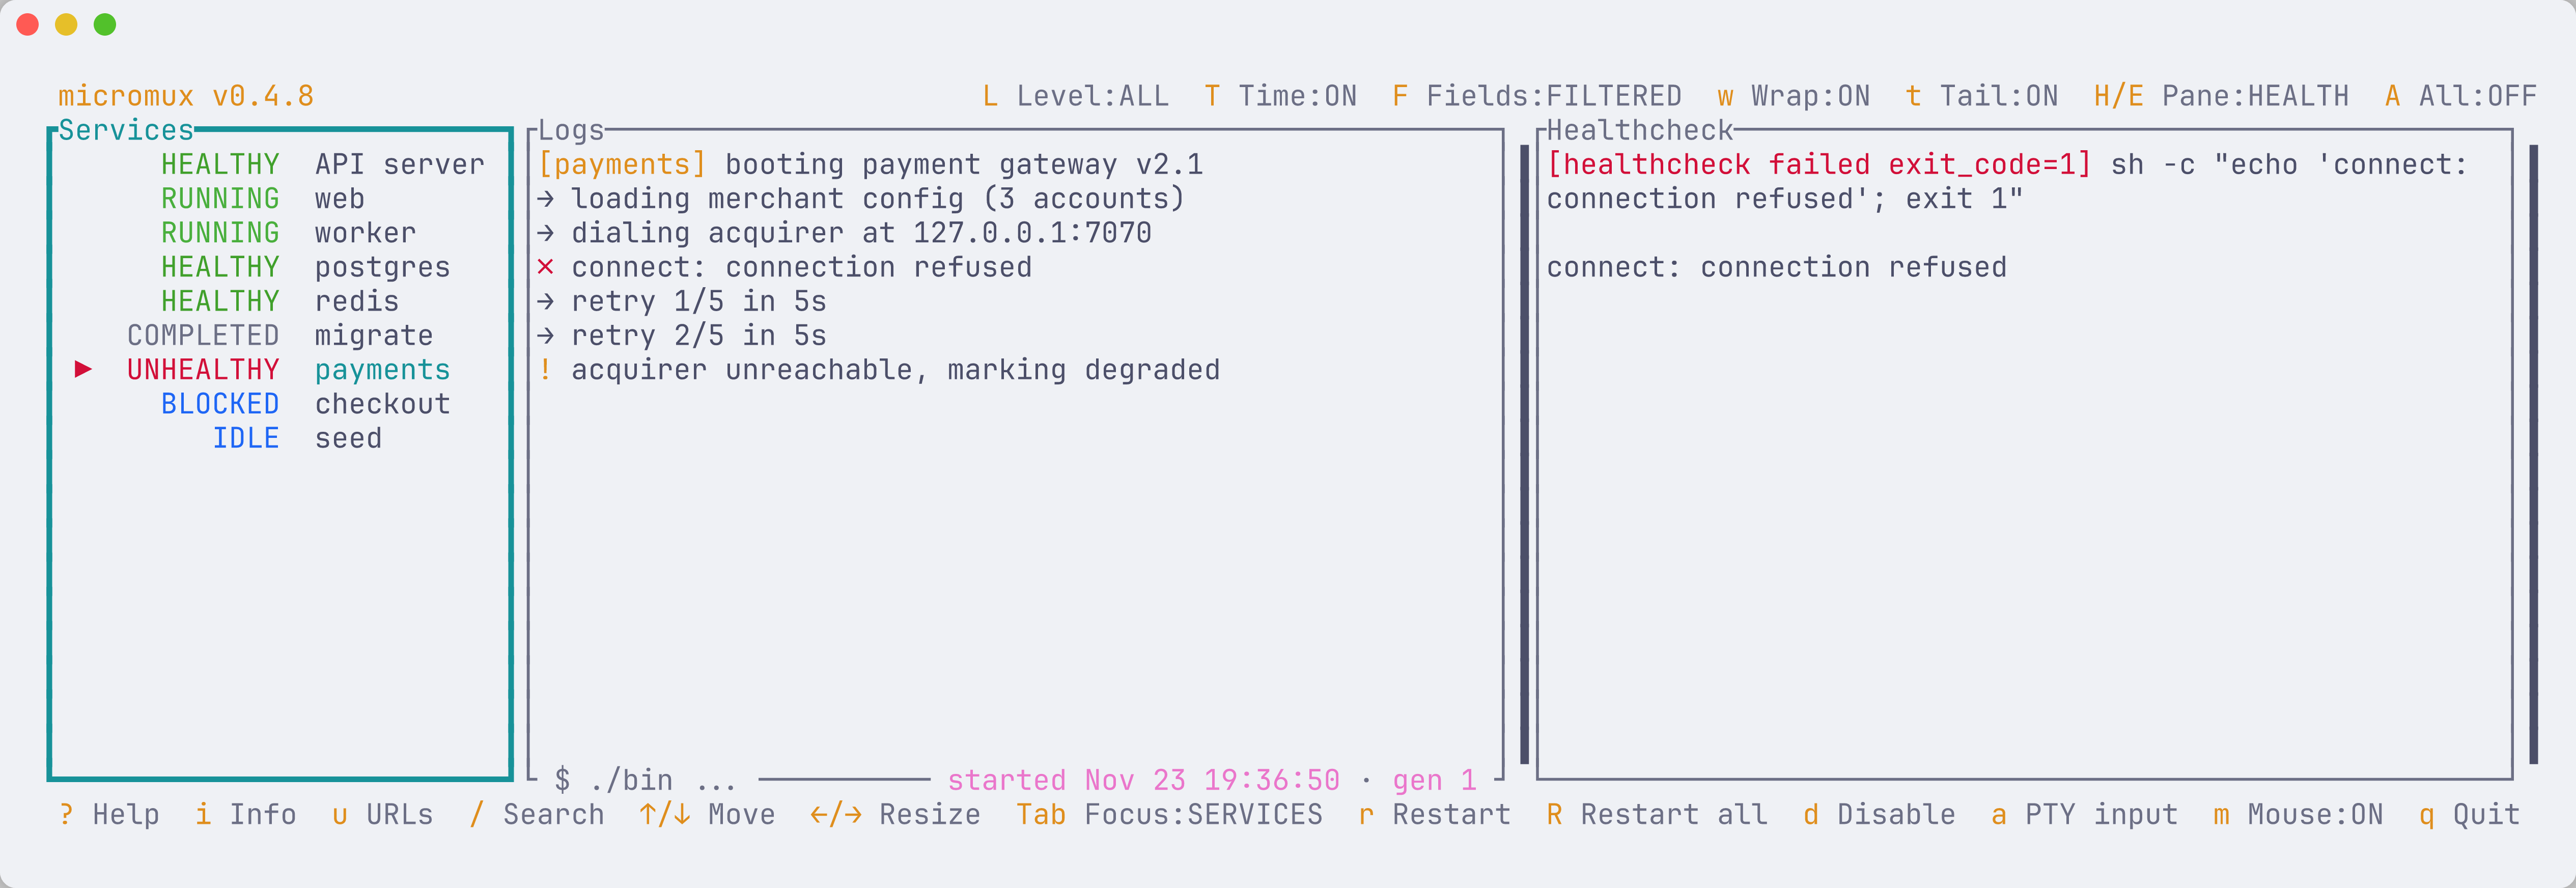 micromux v0.4.8
L Level:ALL T Time:ON F Fields:FILTERED w Wrap:ON t Tail:ON H/E Pane:HEALTH A All:OFF
Services
HEALTHY API server
RUNNING web
RUNNING worker
HEALTHY postgres
HEALTHY redis
COMPLETED migrate
▶ UNHEALTHY payments
BLOCKED checkout
IDLE seed
Logs
[payments] booting payment gateway v2.1
→ loading merchant config (3 accounts)
→ dialing acquirer at 127.0.0.1:7070
✕ connect: connection refused
→ retry 1/5 in 5s
→ retry 2/5 in 5s
! acquirer unreachable, marking degraded
$ ./bin ... started Nov 23 19:36:50 · gen 1
Healthcheck
[healthcheck failed exit_code=1] sh -c "echo 'connect:
connection refused'; exit 1"
connect: connection refused
? Help i Info u URLs / Search ↑/↓ Move ←/→ Resize Tab Focus:SERVICES r Restart R Restart all d Disable a PTY input m Mouse:ON q Quit